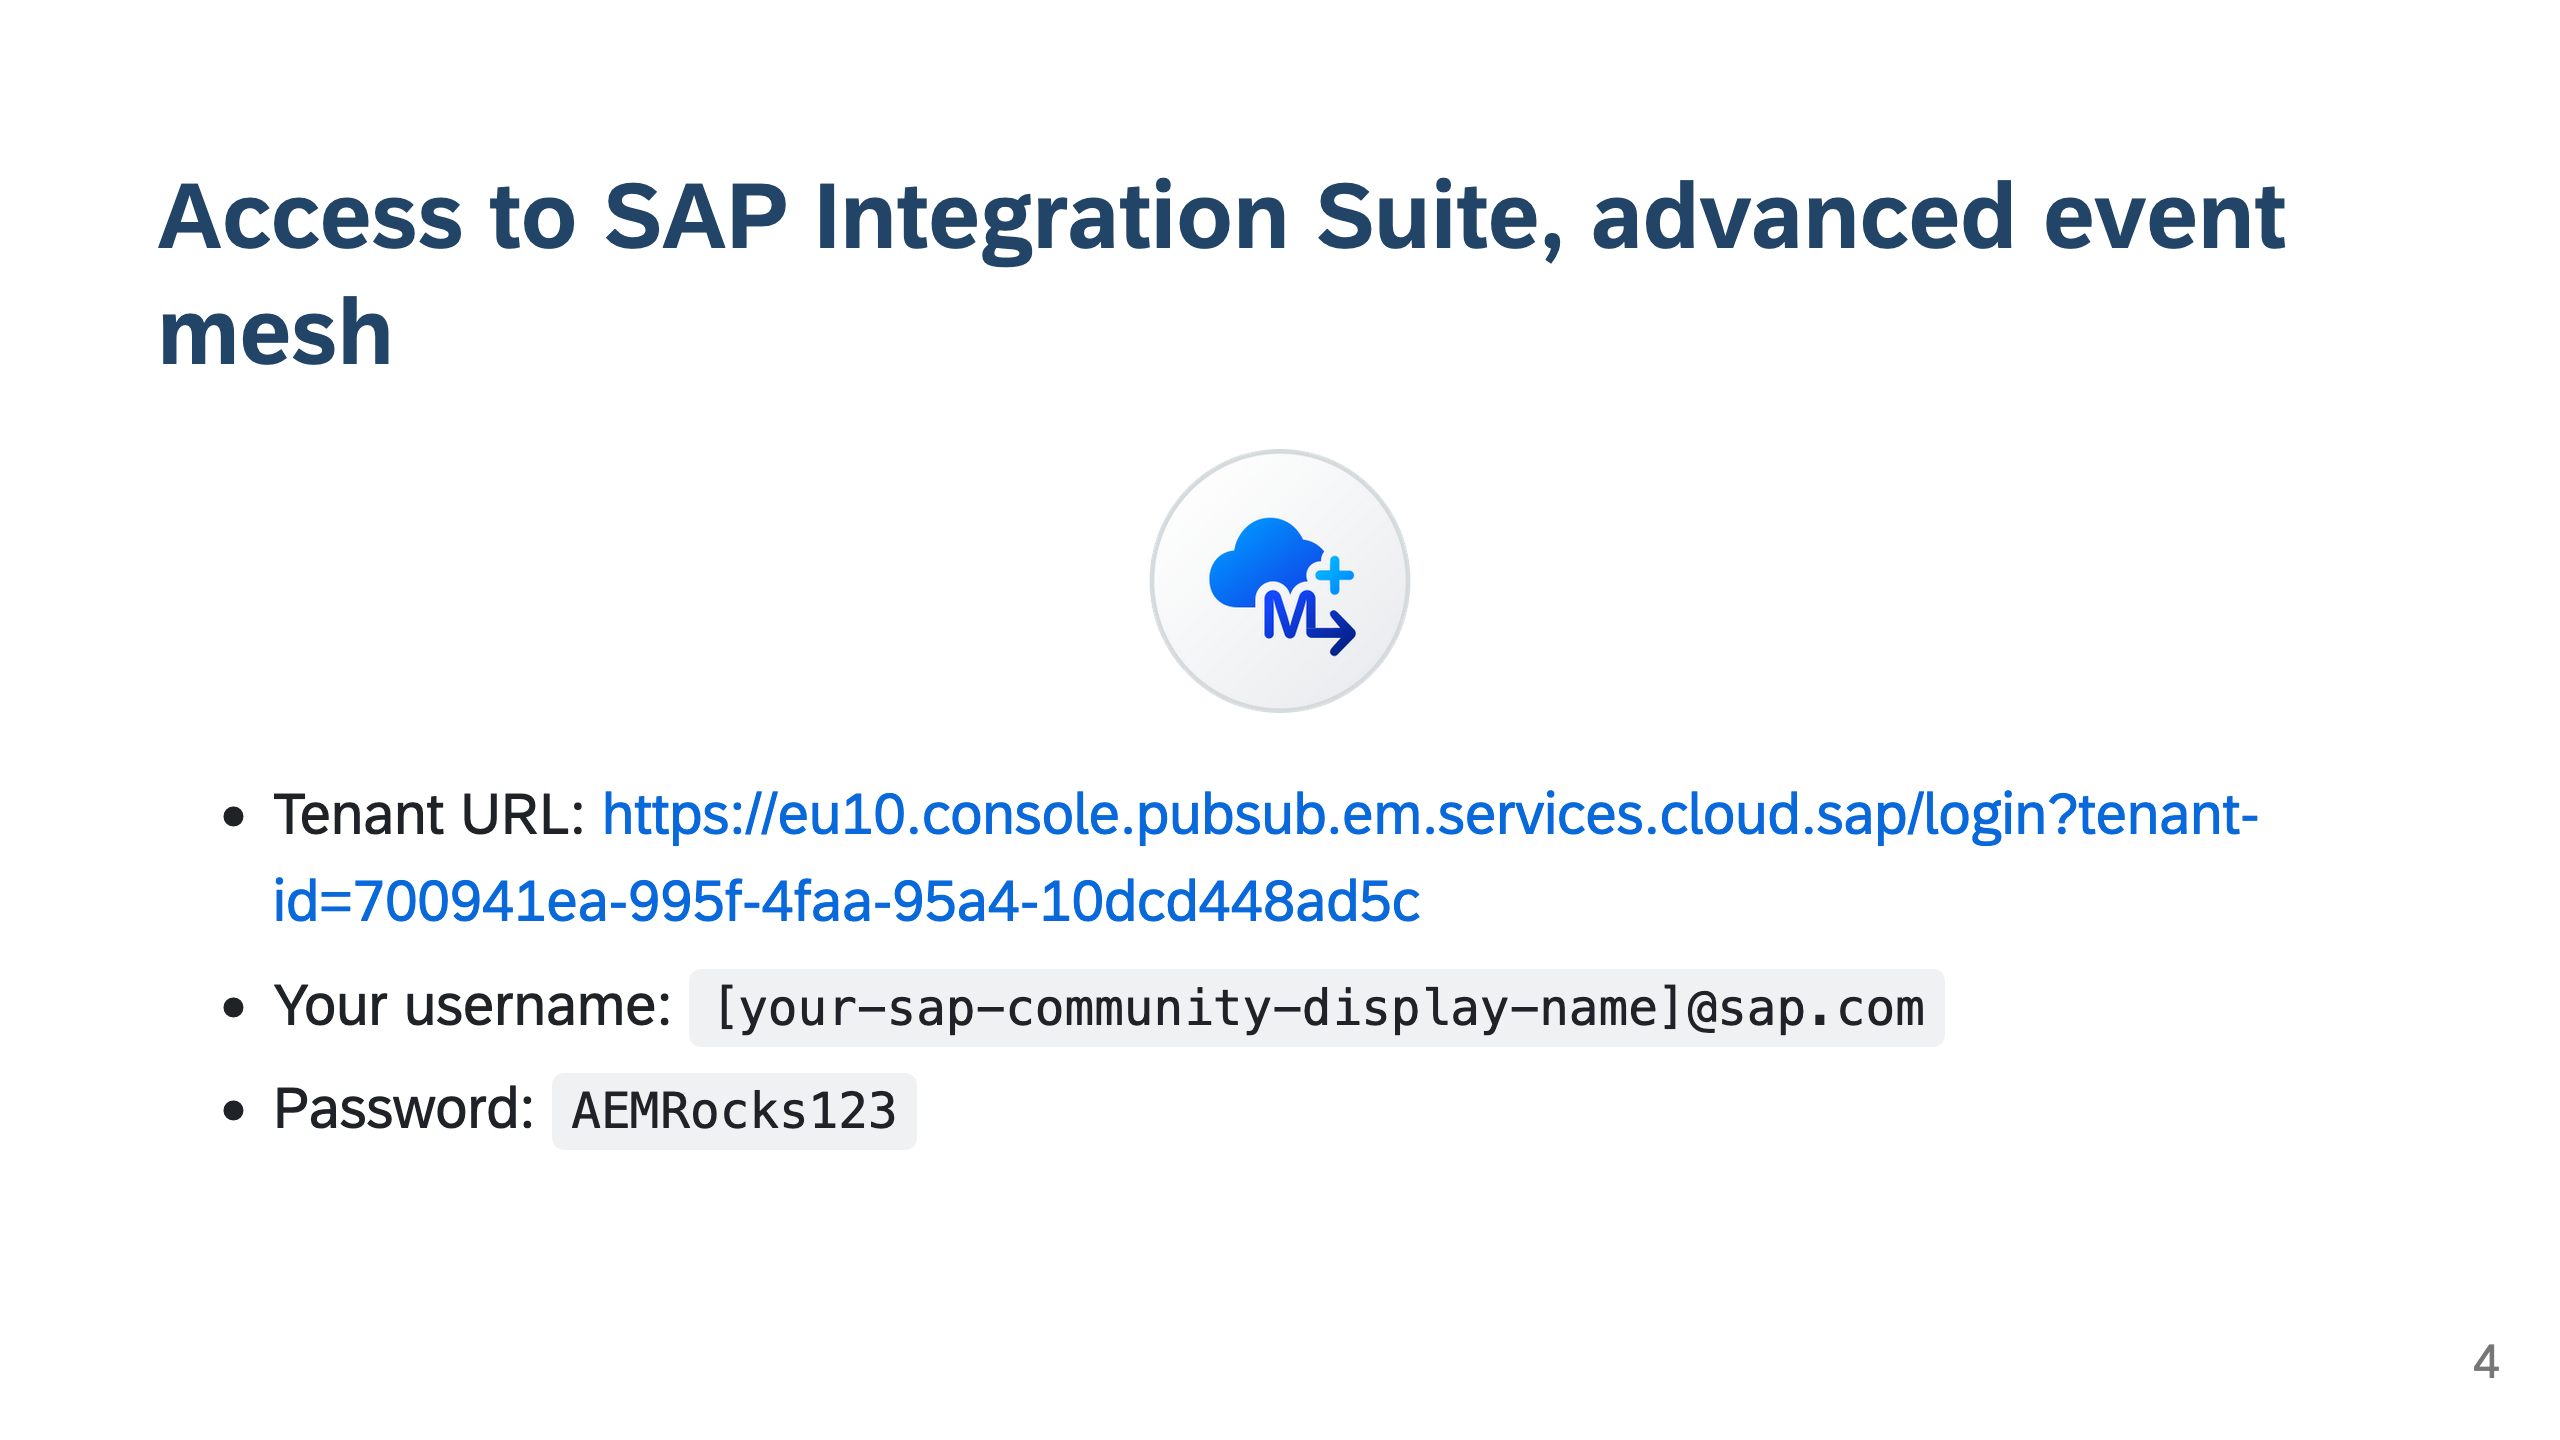 Access to SAP Integration Suite, advanced event
mesh
M
Tenant URL: https://eu10.console.pubsub.em.services.cloud.sap/login?tenant-
id=700941ea-995f-4faa-95a4-10dcd448ad5c
Your username: [your-sap-community-display-name]@sap.com
Password: AEMRocks123
4